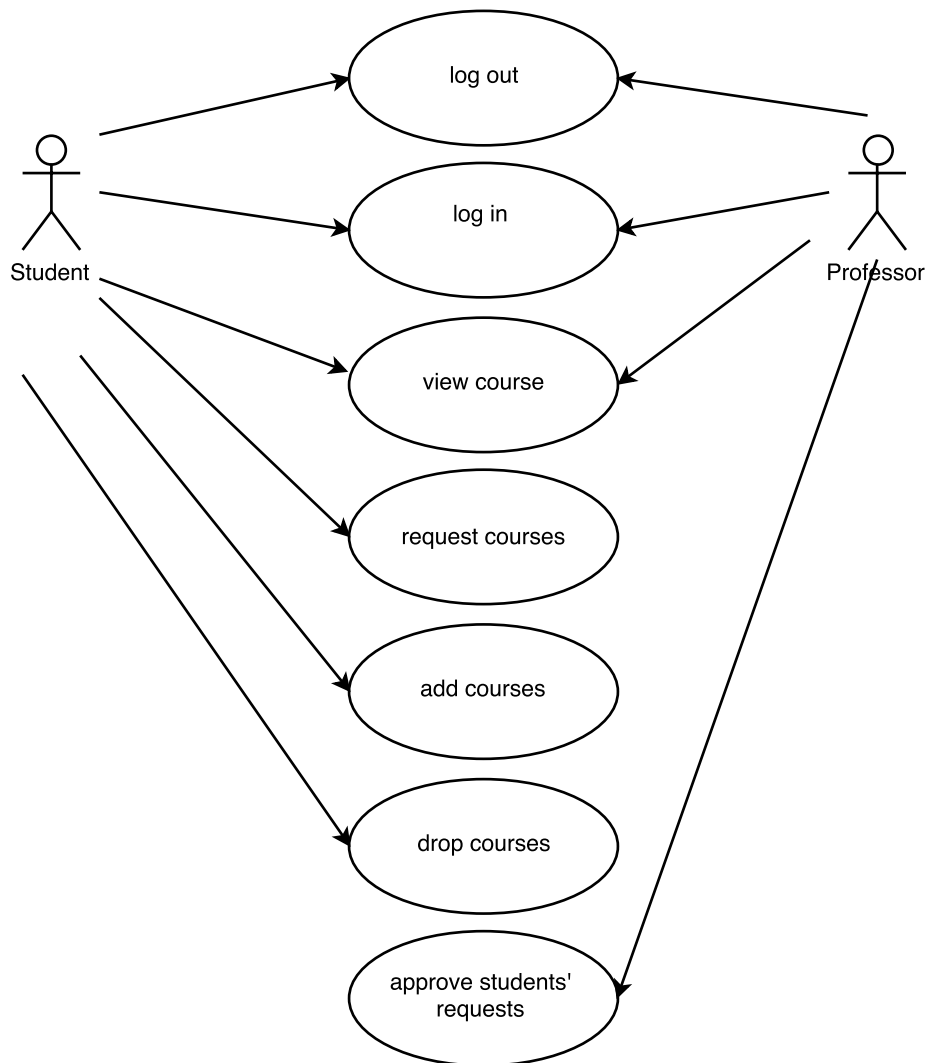 log out
log in
Student
Professor
view course
request courses
add courses
drop courses
approve students'
requests